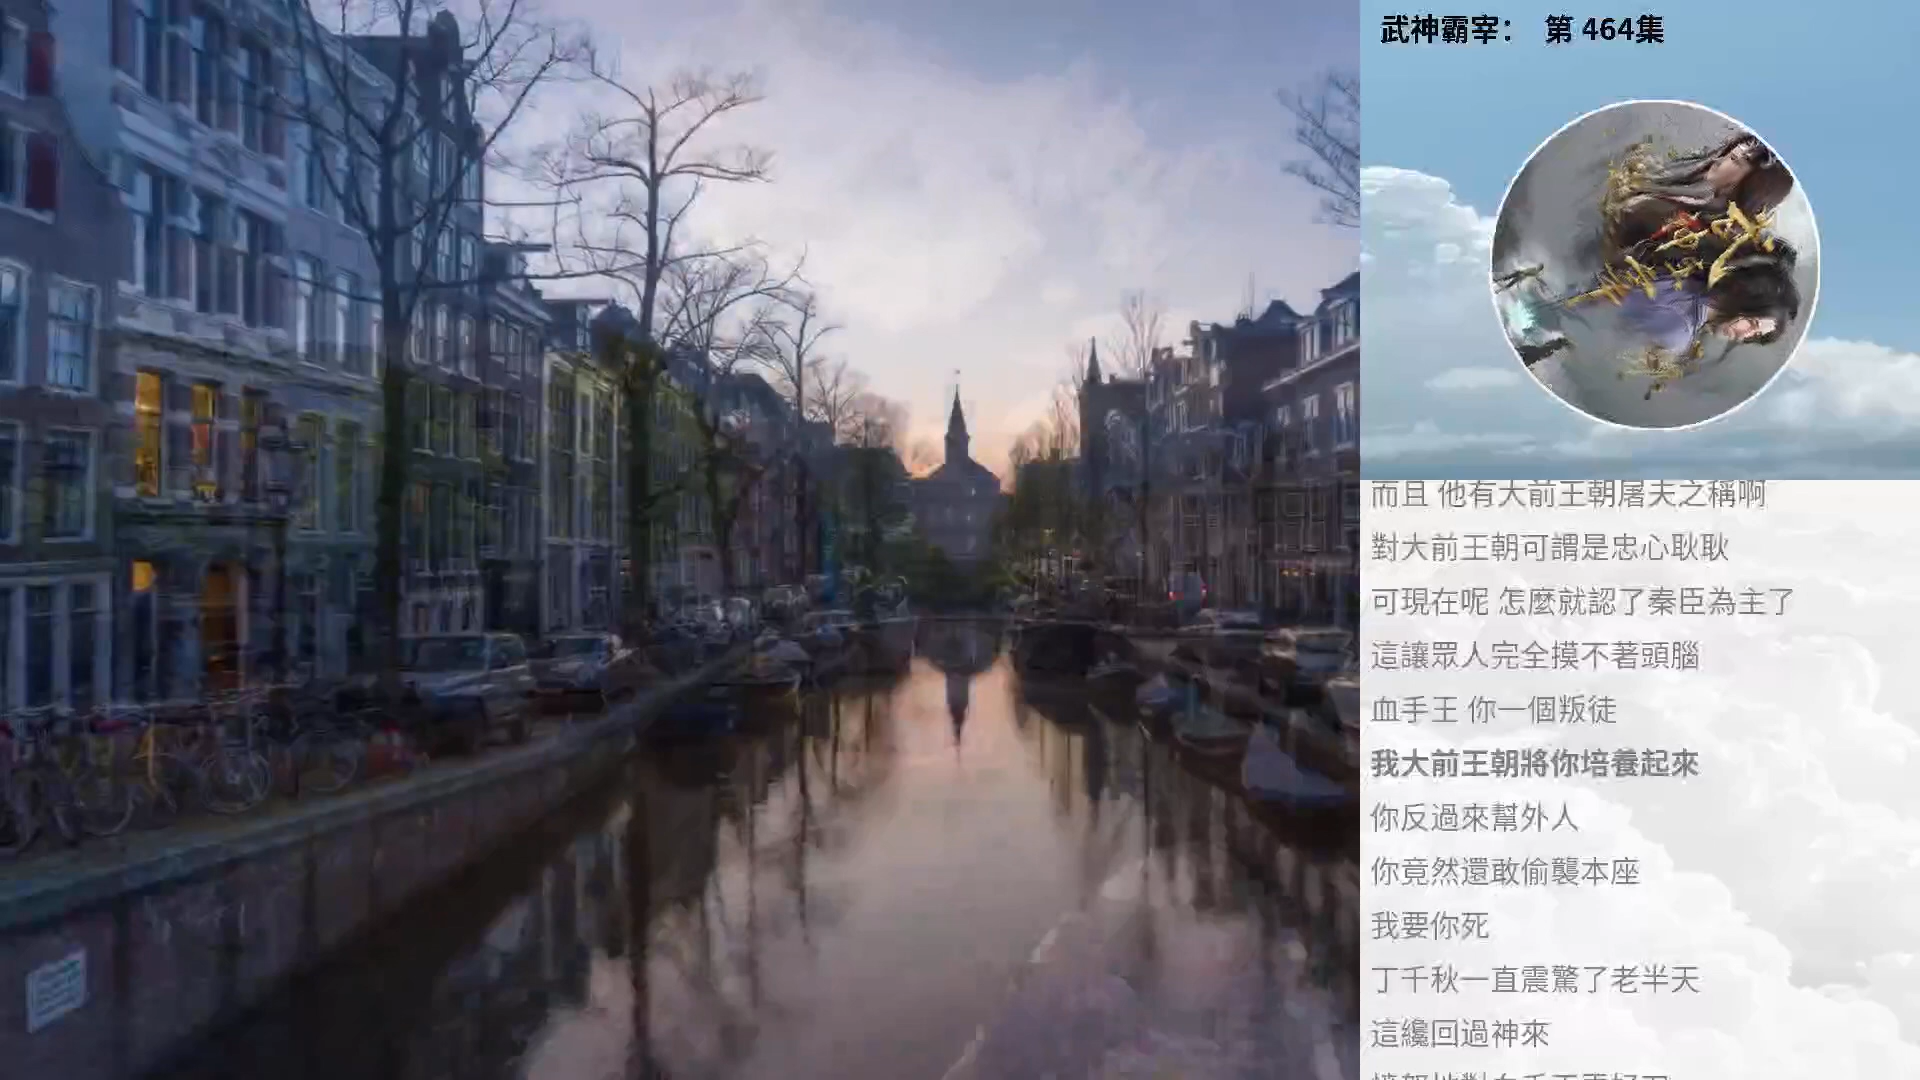 武神霸宰： 第 464集
而且 他有大前王朝屠夫之稱啊
對大前王朝可謂是忠心耿耿
可現在呢 怎麼就認了秦臣為主了
這讓眾人完全摸不著頭腦
血手王 你一個叛徒
我大前王朝將你培養起來
你反過來幫外人
你竟然還敢偷襲本座
我要你死
丁千秋一直震驚了老半天
這纔回過神來